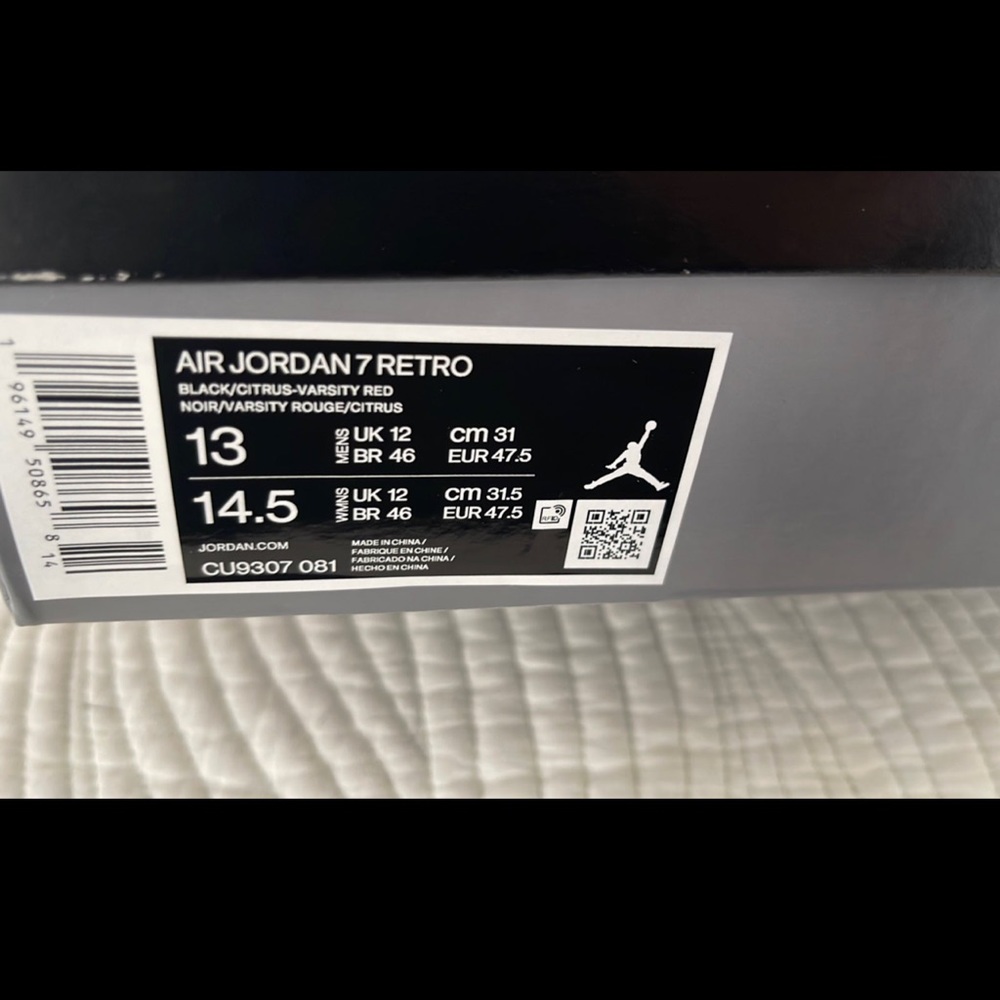 AIR JORDAN 7 RETRO
BLACK/CITRUS-VARSITY RED
NOIR/VARSITY ROUGE/CITRUS
13 MENS UK 12 cm 31
BR 46 EUR 47.5
14.5 WMNS UK 12 cm 31.5
BR 46 EUR 47.5
RFID
JORDAN.COM
CU9307 081
MADE IN CHINA /
FABRIQUE EN CHINE /
FABRICADO NA CHINA /
HECHO EN CHINA
1 96149 50865 8 14